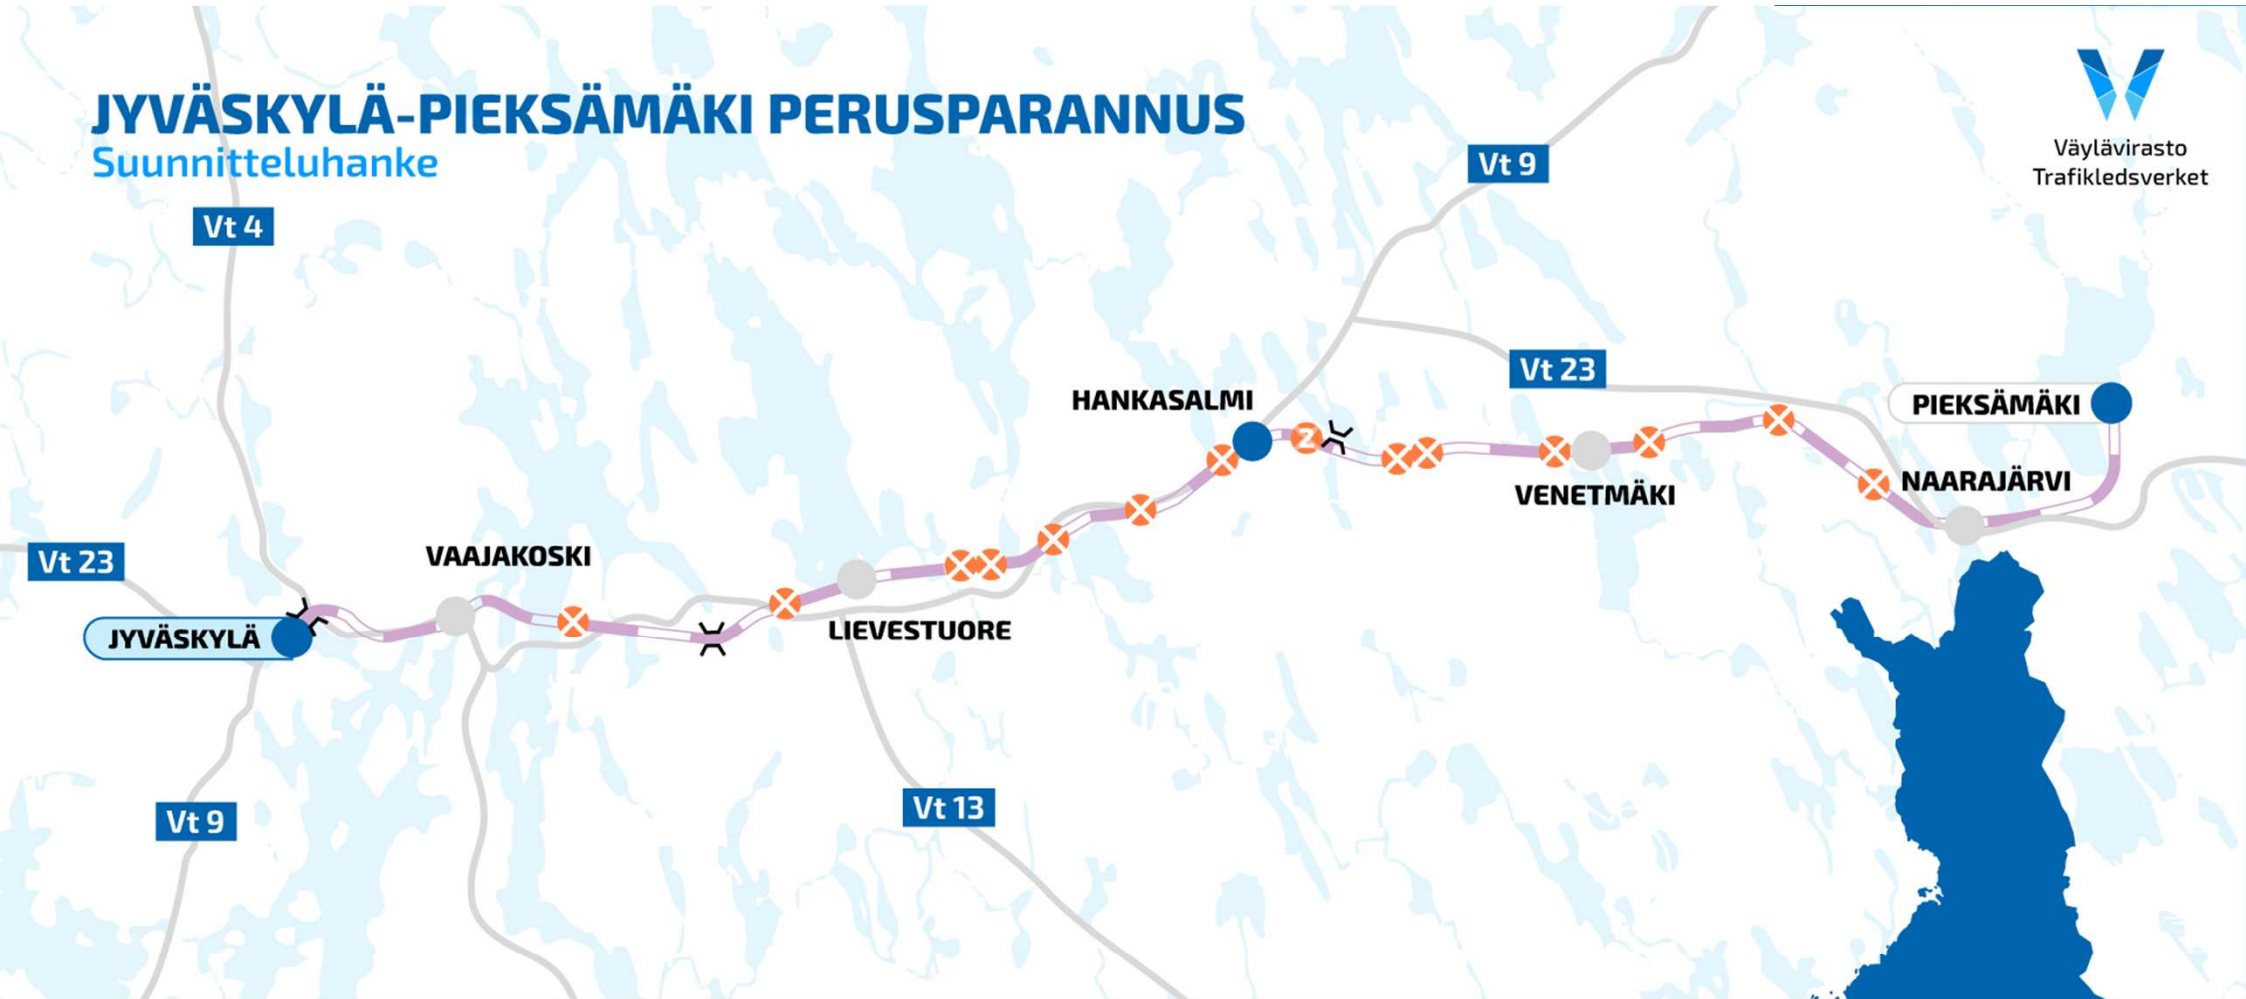 JYVÄSKYLÄ-PIEKSÄMÄKI PERUSPARANNUS
Suunnitteluhanke
Väylävirasto
Trafikledsverket
Vt 9
Vt 4
Vt 23
HANKASALMI
PIEKSÄMÄKI
2
NAARAJÄRVI
VENETMÄKI
Vt 23
VAAJAKOSKI
JYVÄSKYLÄ
LIEVESTUORE
Vt 9
Vt 13